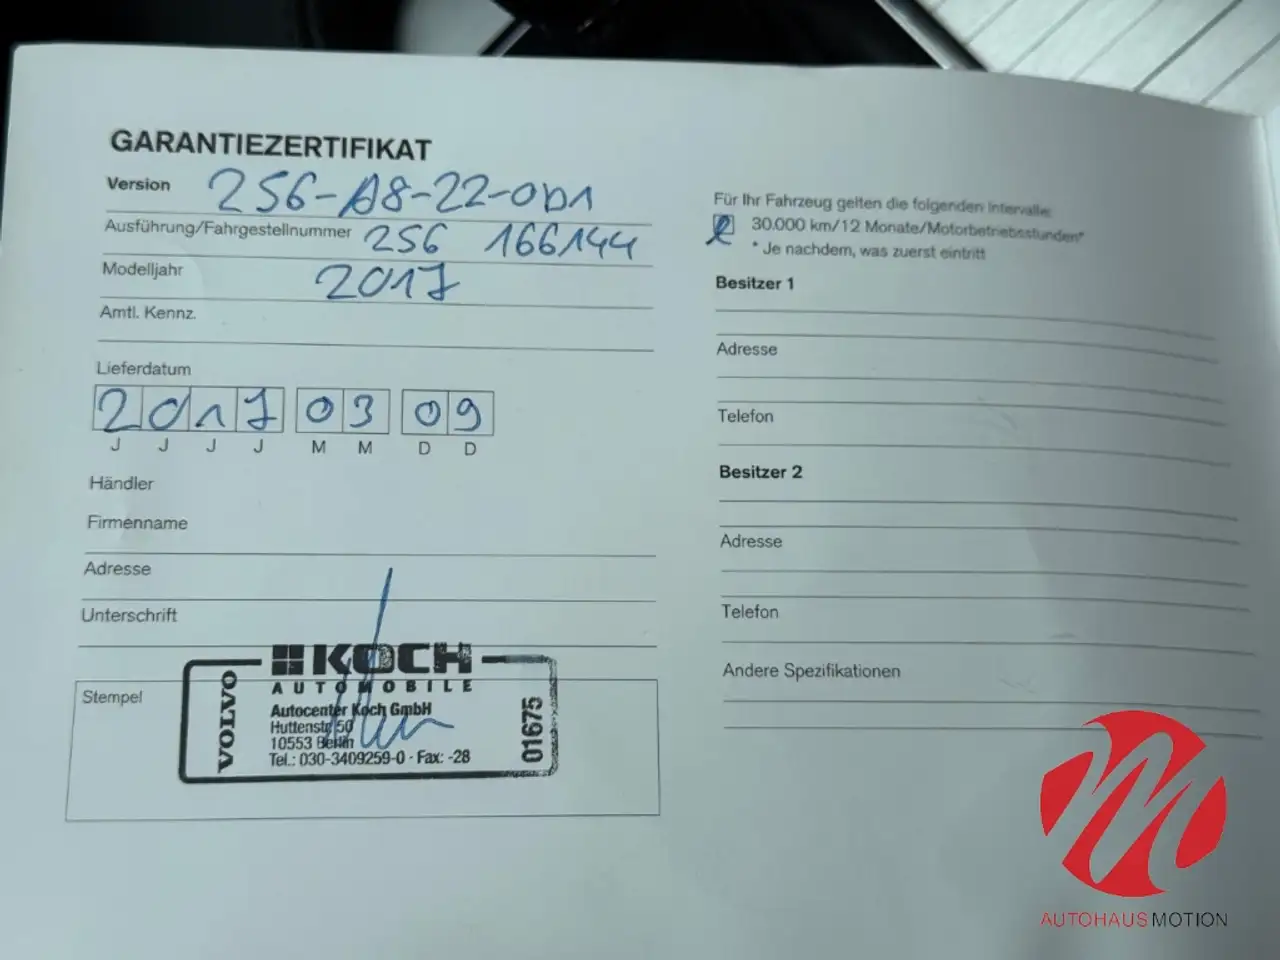 GARANTIEZERTIFIKAT
Version 256-A8-22-0D1
Ausführung/Fahrgestellnummer 256 166144
Modelljahr 2017
Amtl. Kennz.
Lieferdatum
2017 03 09
J J J J M M D D
Händler
Firmenname
Adresse
Unterschrift
Stempel
VOLVO
KOCH
AUTOMOBILE
Autocenter Koch GmbH
Huttenstr. 50
10553 Berlin
Tel.: 030-3409259-0 · Fax: -28
01675
Für Ihr Fahrzeug gelten die folgenden Intervalle:
30.000 km/12 Monate/Motorbetriebsstunden*
* Je nachdem, was zuerst eintritt
Besitzer 1
Adresse
Telefon
Besitzer 2
Adresse
Telefon
Andere Spezifikationen
AUTOHAUS MOTION